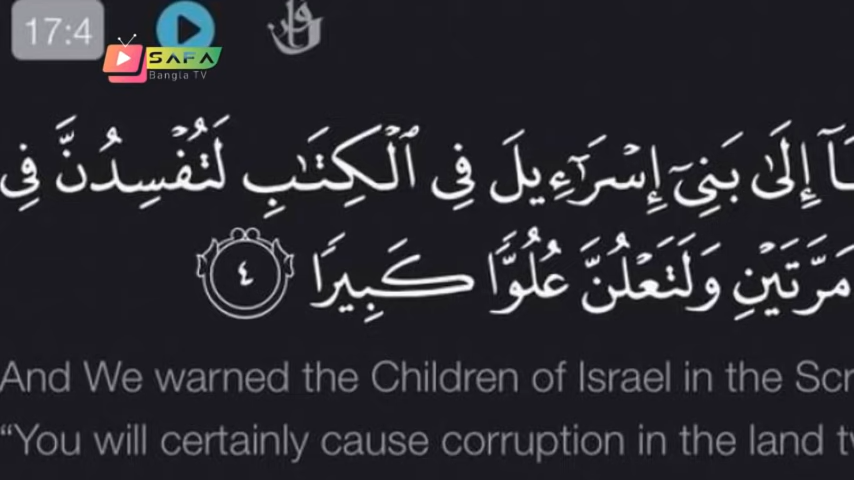 17:4
SAFA
Bangla TV
إِلَىٰ بَنِيٓ إِسْرَٰٓءِيلَ فِي ٱلْكِتَٰبِ لَتُفْسِدُنَّ فِي
مَرَّتَيْنِ وَلَتَعْلُنَّ عُلُوًّا كَبِيرًا ٤
And We warned the Children of Israel in the Scr
“You will certainly cause corruption in the land tw